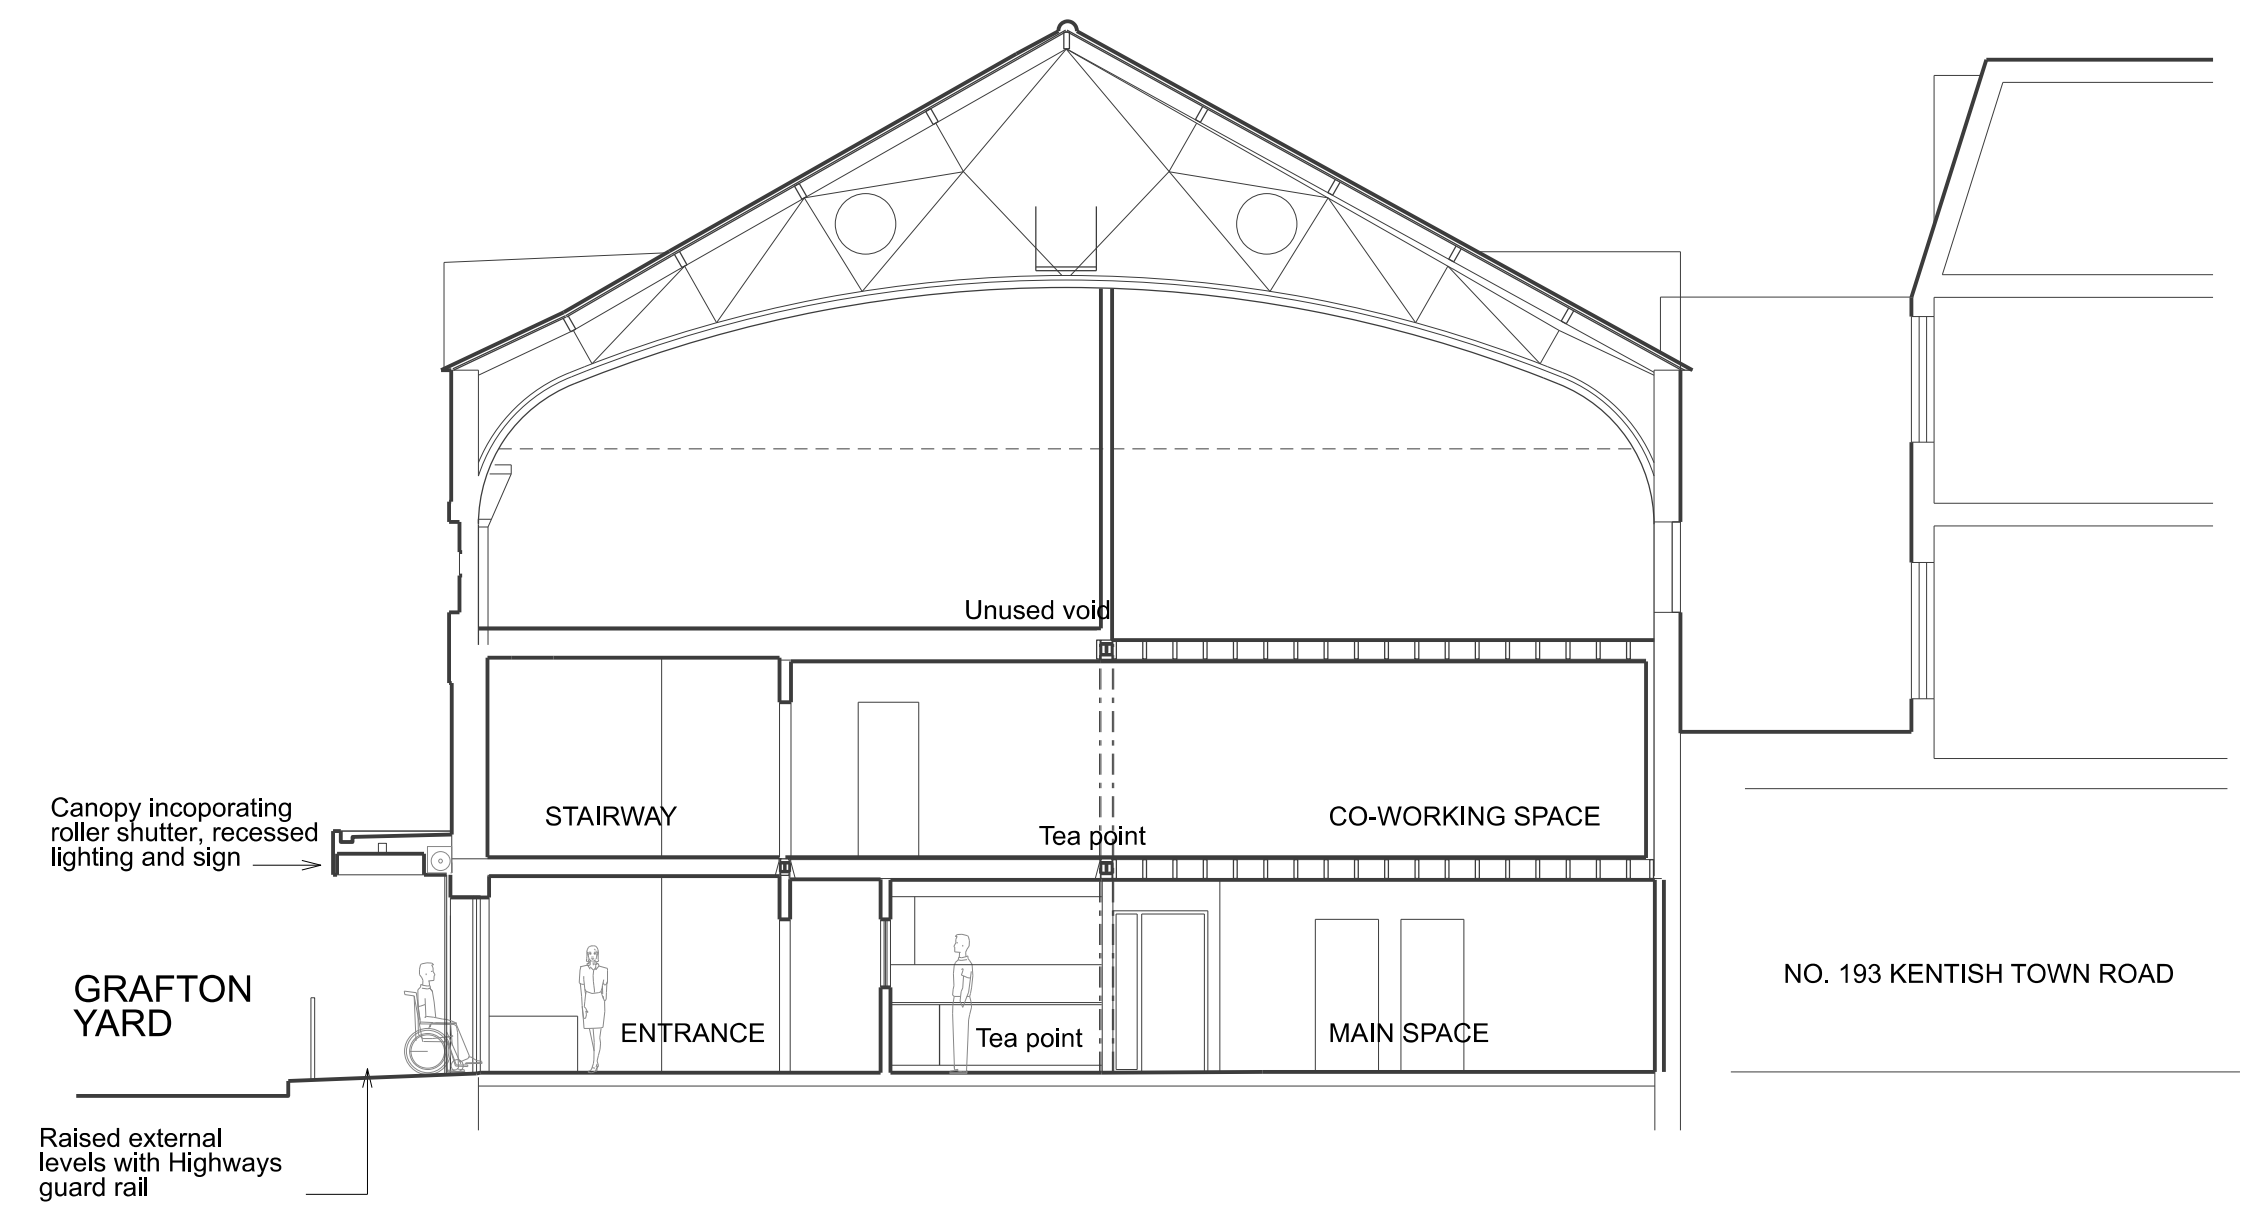 Unused void
STAIRWAY
CO-WORKING SPACE
Tea point
Canopy incoporating
roller shutter, recessed
lighting and sign
GRAFTON
YARD
ENTRANCE
Tea point
MAIN SPACE
NO. 193 KENTISH TOWN ROAD
Raised external
levels with Highways
guard rail